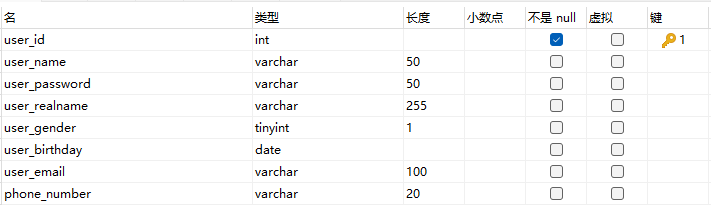 名 类型 长度 小数点 不是 null 虚拟 键
user_id int 1
user_name varchar 50
user_password varchar 50
user_realname varchar 255
user_gender tinyint 1
user_birthday date
user_email varchar 100
phone_number varchar 20